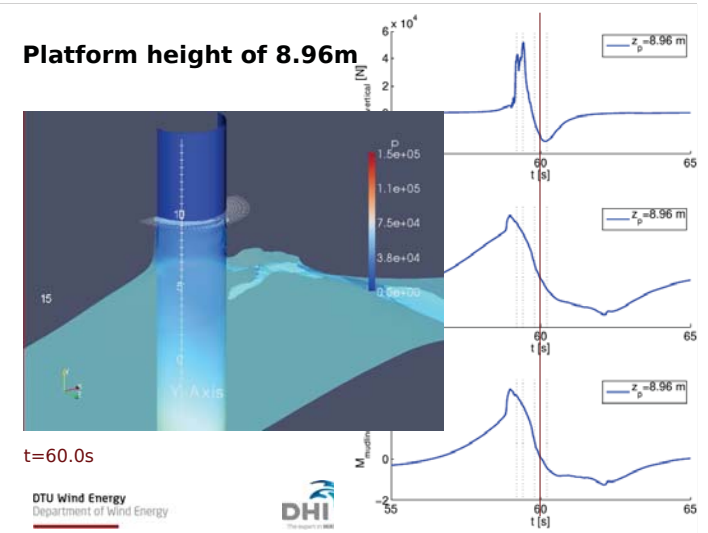 Platform height of 8.96m
x 10⁴
6
4
2
0
vertical [N]
z_p=8.96 m
60
65
t [s]
p
1.5e+05
1.1e+05
7.5e+04
3.8e+04
0.0e+00
10
5
0
15
Y-Axis
z_p=8.96 m
60
65
t [s]
z_p=8.96 m
M_mudline
0
-2
55
60
65
t [s]
t=60.0s
DTU Wind Energy
Department of Wind Energy
DHI